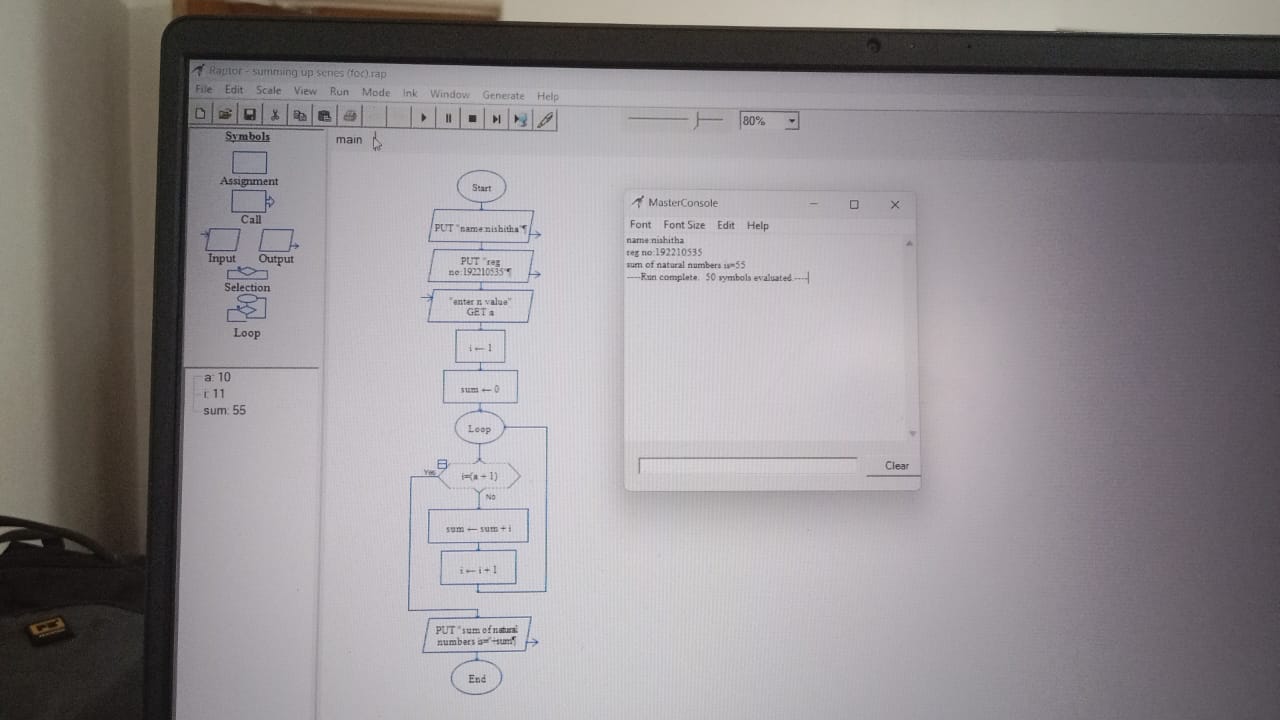 Raptor - summing up series (foc).rap
File Edit Scale View Run Mode Ink Window Generate Help
80%
Symbols
Assignment
Call
Input Output
Selection
Loop
a: 10
i: 11
sum: 55
main
Start
PUT "name:nishitha"¶
PUT "reg
no:192210535"¶
"enter n value"
GET a
i ← 1
sum ← 0
Loop
Yes
i=(a + 1)
No
sum ← sum + i
i ← i + 1
PUT "sum of natural
numbers is="+sum¶
End
MasterConsole
Font Font Size Edit Help
name:nishitha
reg no:192210535
sum of natural numbers is=55
----Run complete. 50 symbols evaluated.----
Clear